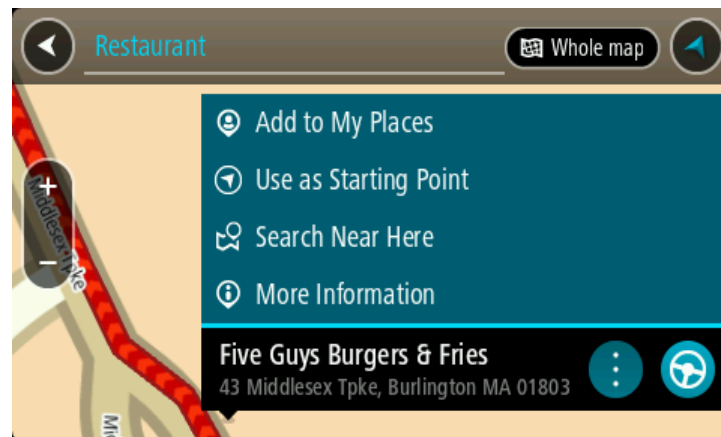 Restaurant
Whole map
Add to My Places
Use as Starting Point
Search Near Here
More Information
Five Guys Burgers & Fries
43 Middlesex Tpke, Burlington MA 01803
Middlesex Tpke
Mi